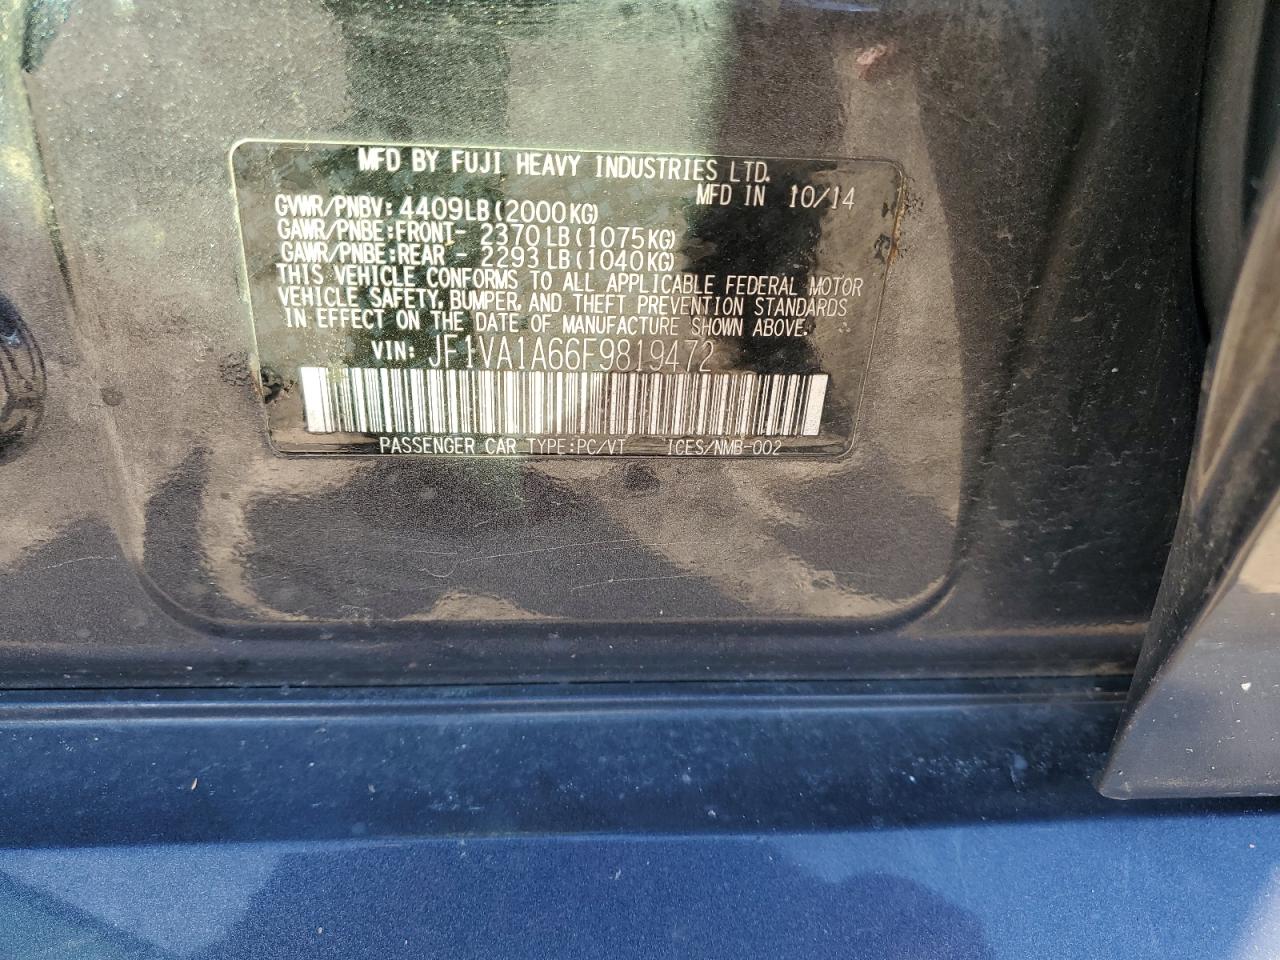 MFD BY FUJI HEAVY INDUSTRIES LTD.
MFD IN 10/14
GVWR/PNBV: 4409LB(2000KG)
GAWR/PNBE:FRONT- 2370LB(1075KG)
GAWR/PNBE:REAR - 2293LB(1040KG)
THIS VEHICLE CONFORMS TO ALL APPLICABLE FEDERAL MOTOR
VEHICLE SAFETY, BUMPER, AND THEFT PREVENTION STANDARDS
IN EFFECT ON THE DATE OF MANUFACTURE SHOWN ABOVE.
VIN: JF1VA1A66F9819472
PASSENGER CAR TYPE:PC/VT ICES/NMB-002